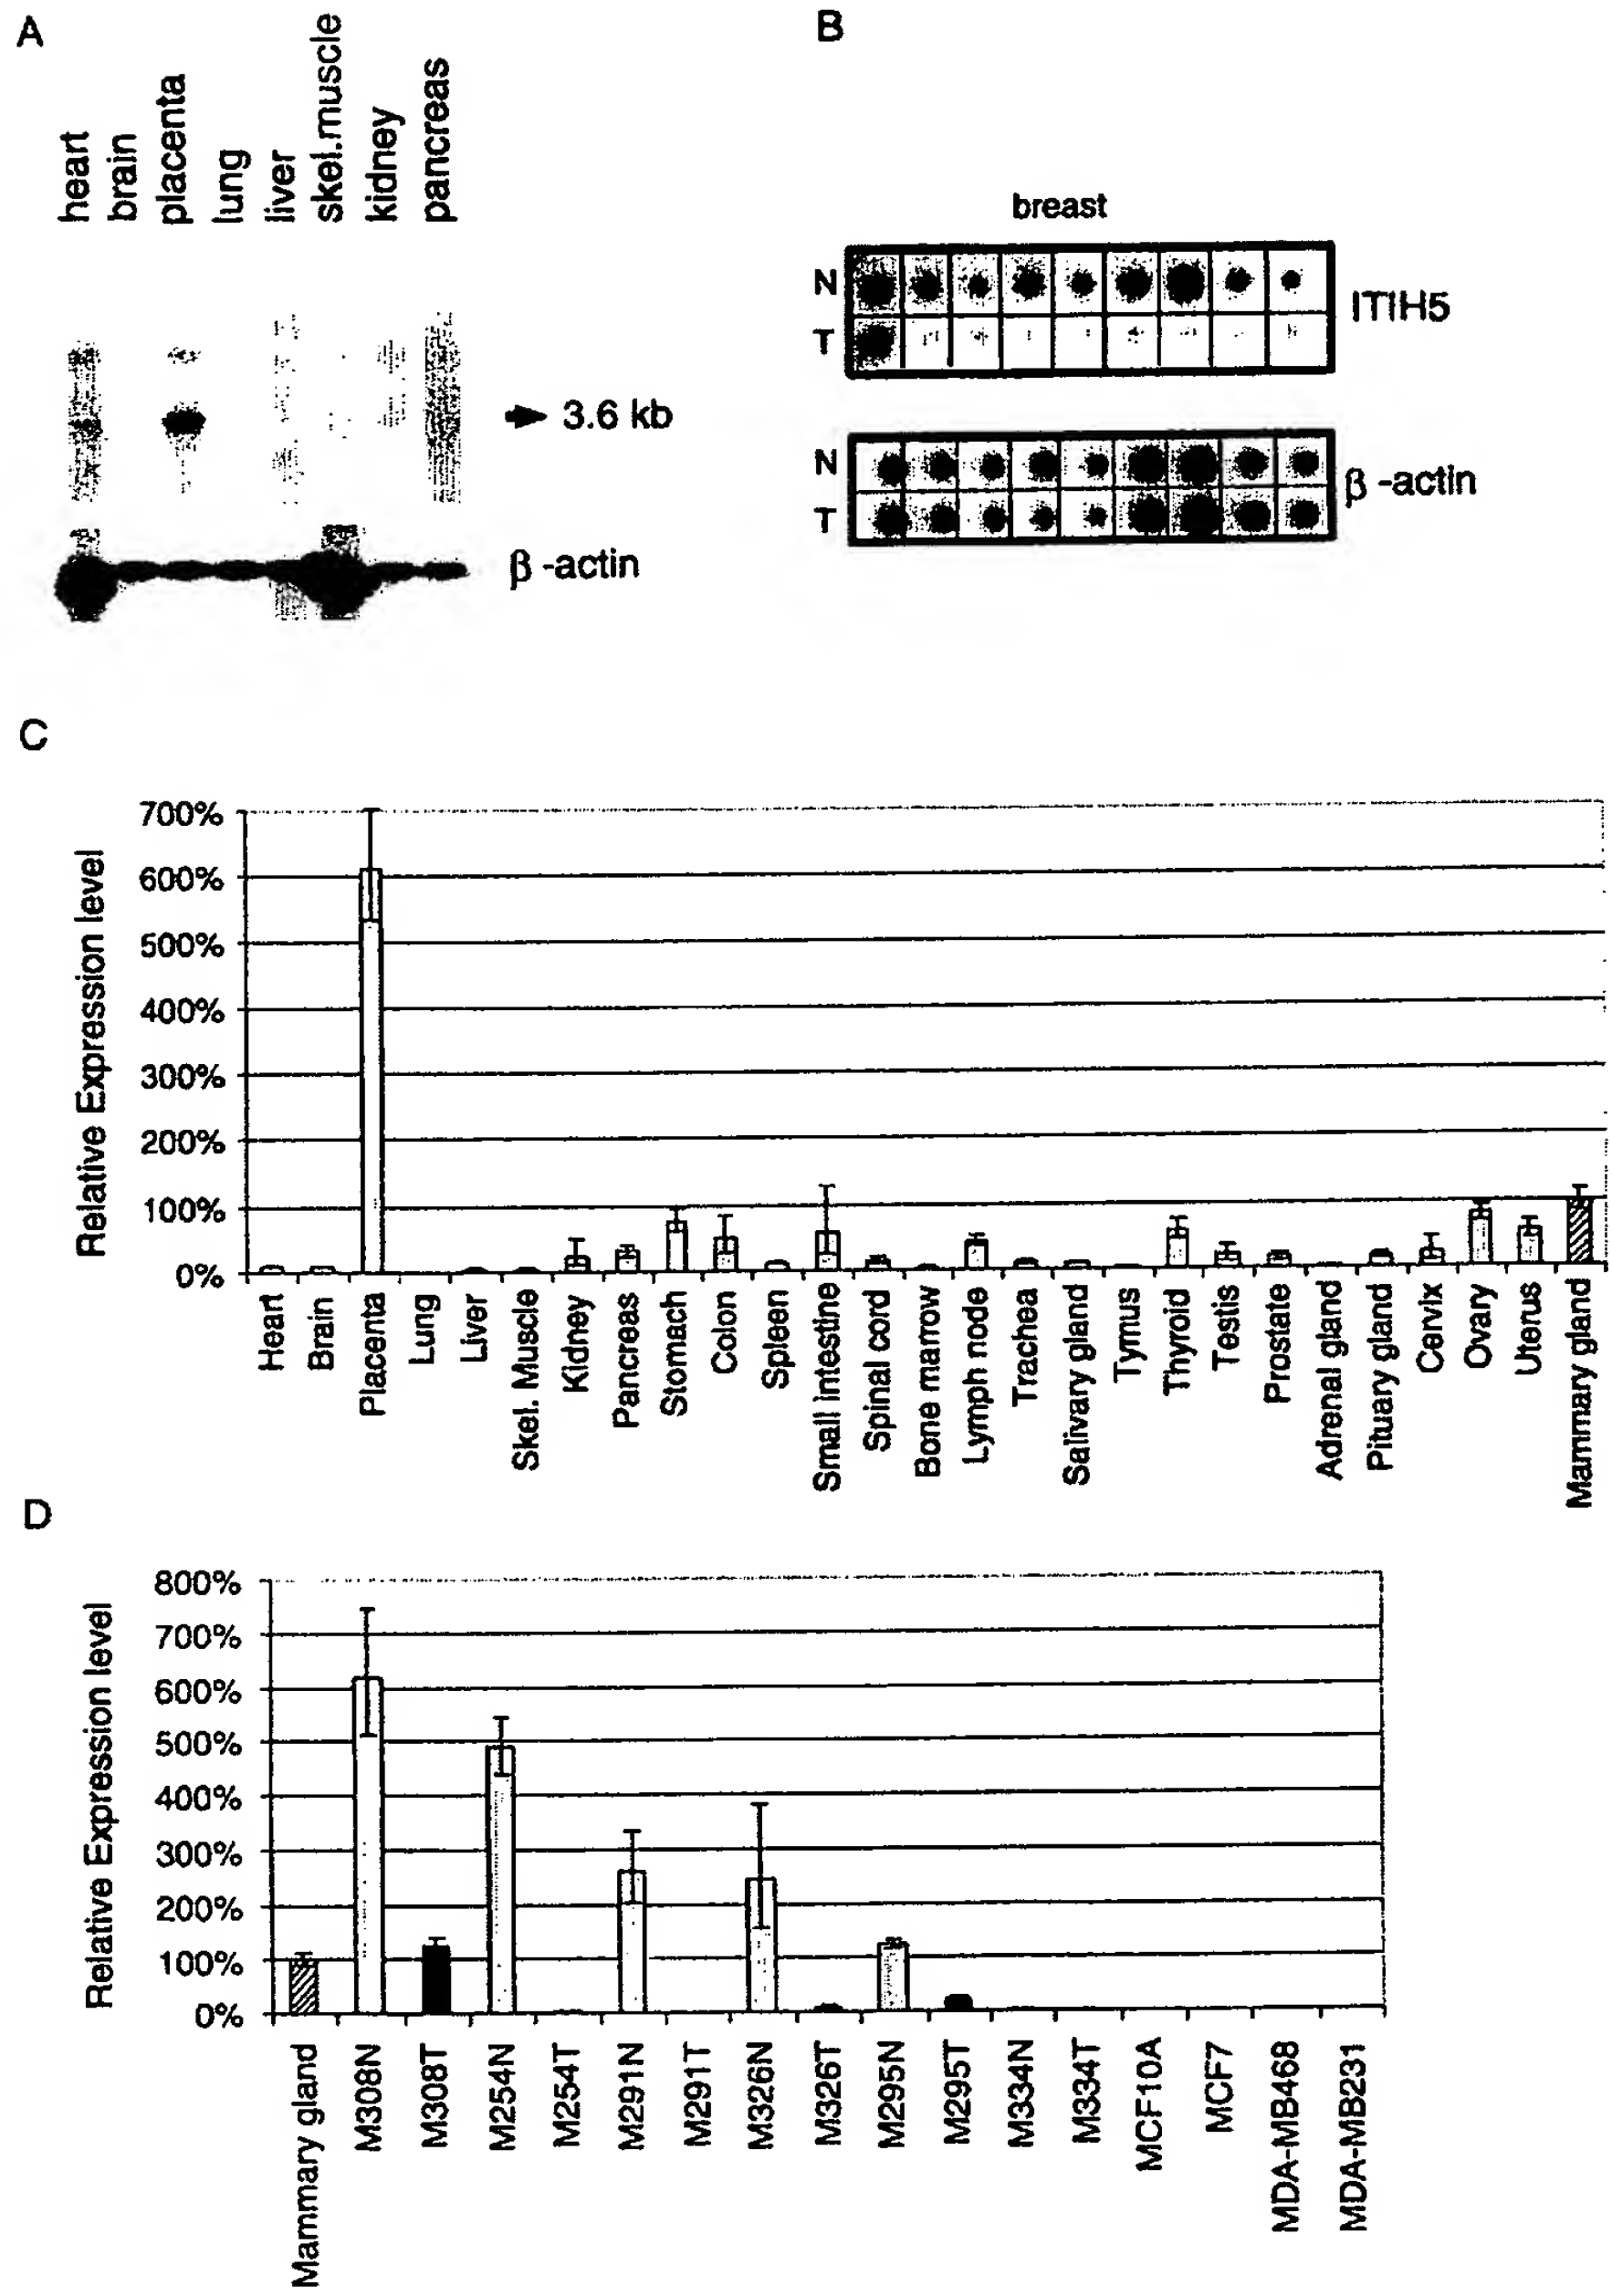 A
heart
brain
placenta
lung
liver
skel.muscle
kidney
pancreas
3.6 kb
β -actin
B
breast
N
T
ITIH5
N
T
β -actin
C
Relative Expression level
700%
600%
500%
400%
300%
200%
100%
0%
Heart
Brain
Placenta
Lung
Liver
Skel. Muscle
Kidney
Pancreas
Stomach
Colon
Spleen
Small Intestine
Spinal cord
Bone marrow
Lymph node
Trachea
Salivary gland
Tymus
Thyroid
Testis
Prostate
Adrenal gland
Pituary gland
Cervix
Ovary
Uterus
Mammary gland
D
Relative Expression level
800%
700%
600%
500%
400%
300%
200%
100%
0%
Mammary gland
M308N
M308T
M254N
M254T
M291N
M291T
M326N
M326T
M295N
M295T
M334N
M334T
MCF10A
MCF7
MDA-MB468
MDA-MB231